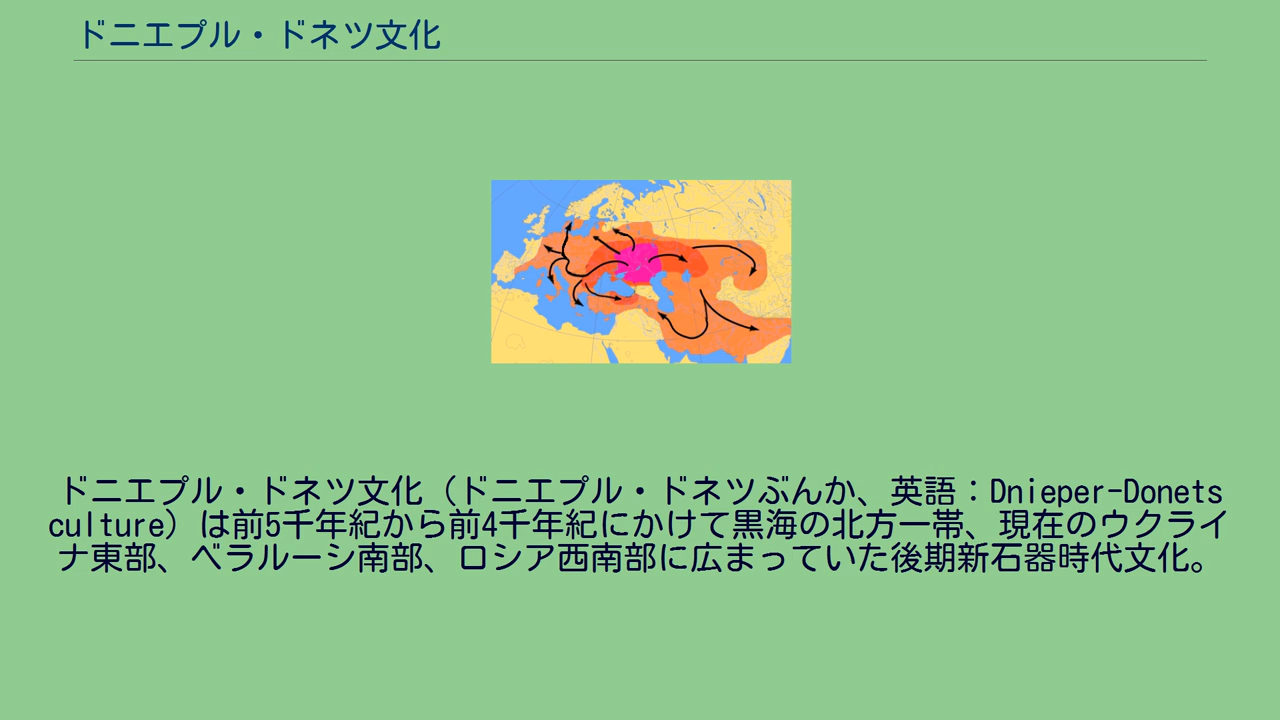 ドニエプル・ドネツ文化
ドニエプル・ドネツ文化（ドニエプル・ドネツぶんか、英語：Dnieper-Donets
culture）は前5千年紀から前4千年紀にかけて黒海の北方一帯、現在のウクライ
ナ東部、ベラルーシ南部、ロシア西南部に広まっていた後期新石器時代文化。